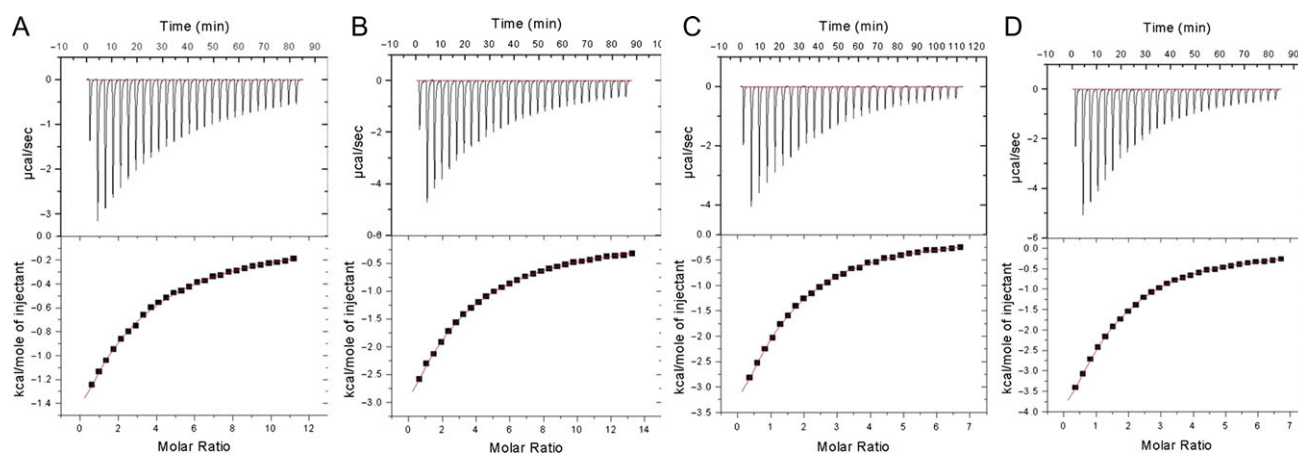 A
Time (min)
−10 0 10 20 30 40 50 60 70 80 90
0
−1
−2
−3
µcal/sec
0.0
−0.2
−0.4
−0.6
−0.8
−1.0
−1.2
−1.4
kcal/mole of injectant
0 2 4 6 8 10 12
Molar Ratio
B
Time (min)
−10 0 10 20 30 40 50 60 70 80 90
0
−2
−4
µcal/sec
0.0
−0.5
−1.0
−1.5
−2.0
−2.5
−3.0
kcal/mole of injectant
0 2 4 6 8 10 12 14
Molar Ratio
C
Time (min)
−10 0 10 20 30 40 50 60 70 80 90 100 110 120
0
−2
−4
µcal/sec
0.0
−0.5
−1.0
−1.5
−2.0
−2.5
−3.0
−3.5
kcal/mole of injectant
0 1 2 3 4 5 6 7
Molar Ratio
D
Time (min)
−10 0 10 20 30 40 50 60 70 80 90
0
−2
−4
−6
µcal/sec
0.0
−0.5
−1.0
−1.5
−2.0
−2.5
−3.0
−3.5
−4.0
kcal/mole of injectant
0 1 2 3 4 5 6 7
Molar Ratio